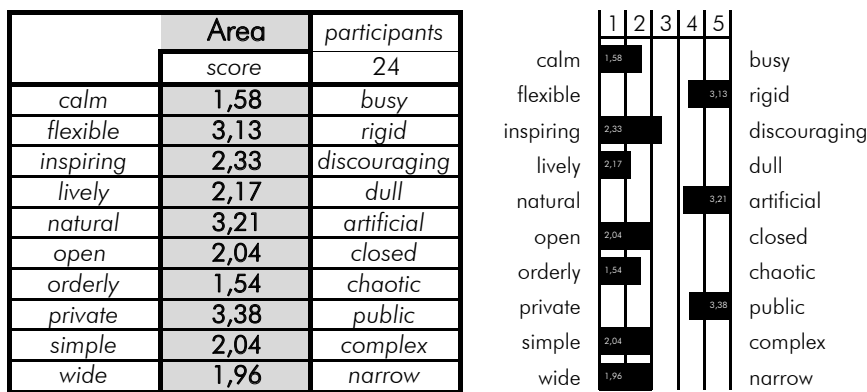 Area participants
score 24
calm 1,58 busy
flexible 3,13 rigid
inspiring 2,33 discouraging
lively 2,17 dull
natural 3,21 artificial
open 2,04 closed
orderly 1,54 chaotic
private 3,38 public
simple 2,04 complex
wide 1,96 narrow
1 2 3 4 5
calm 1,58 busy
flexible 3,13 rigid
inspiring 2,33 discouraging
lively 2,17 dull
natural 3,21 artificial
open 2,04 closed
orderly 1,54 chaotic
private 3,38 public
simple 2,04 complex
wide 1,96 narrow